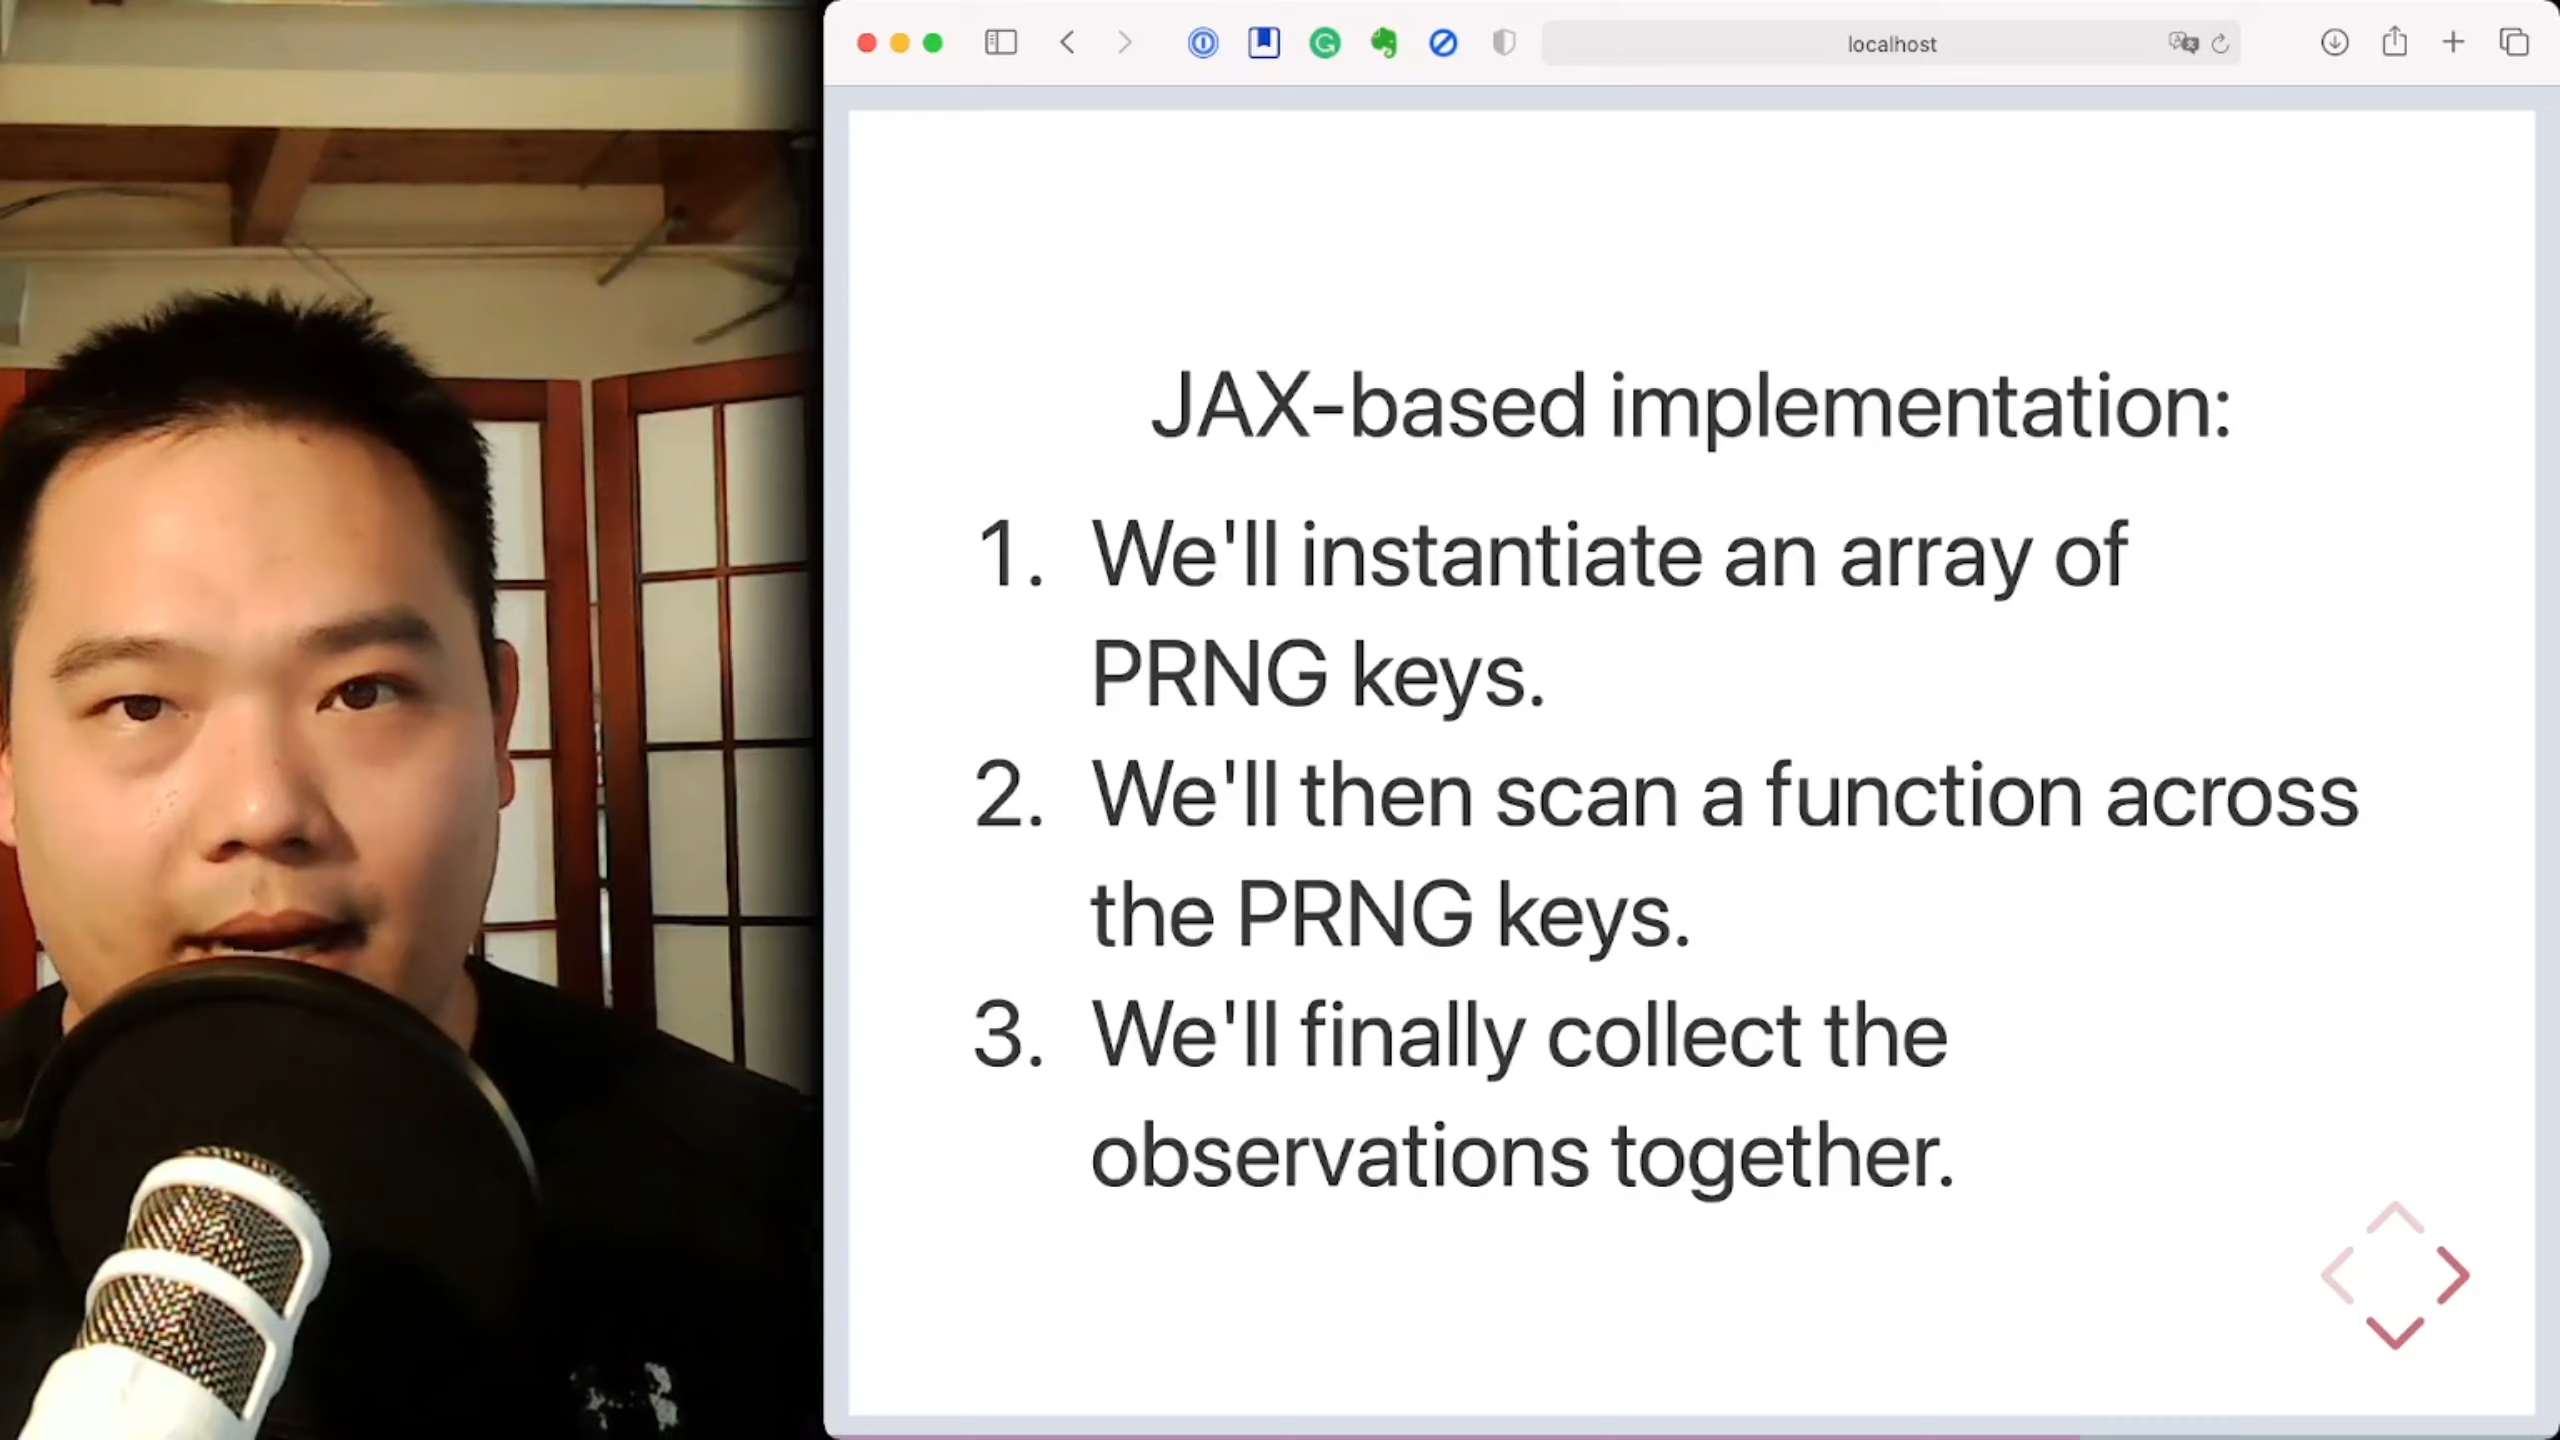 localhost
JAX-based implementation:
1. We'll instantiate an array of
PRNG keys.
2. We'll then scan a function across
the PRNG keys.
3. We'll finally collect the
observations together.